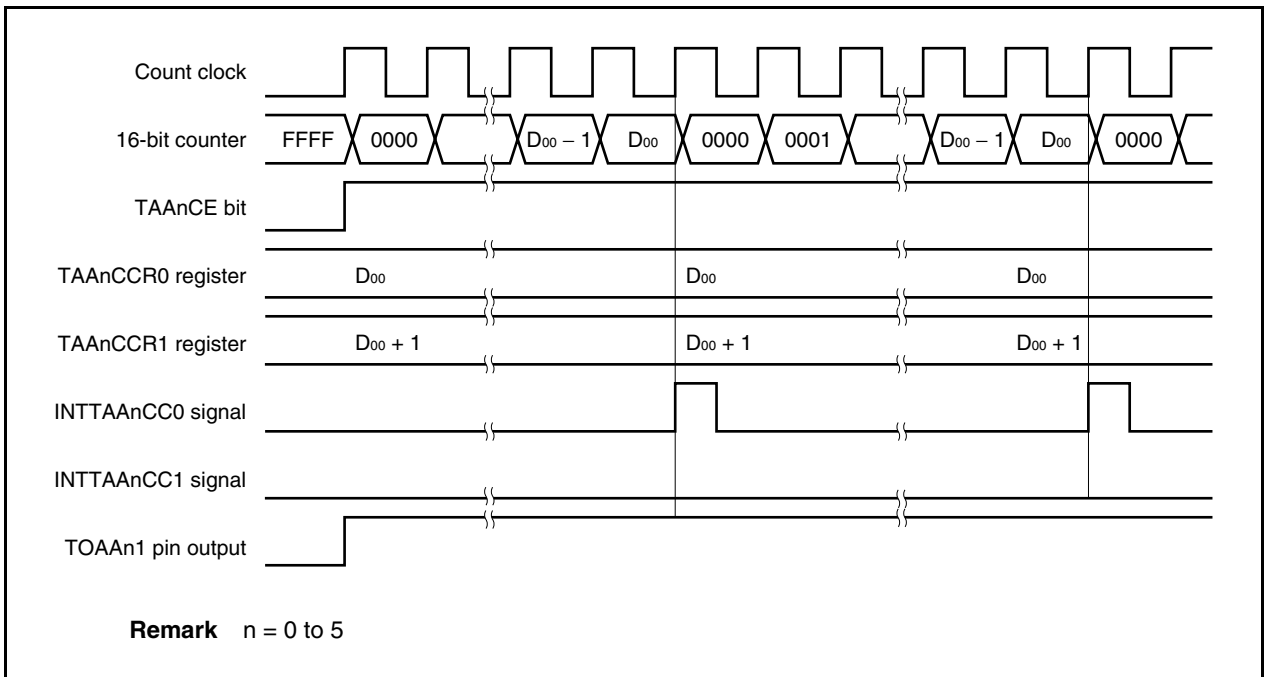 Count clock
16-bit counter FFFF 0000 D00 − 1 D00 0000 0001 D00 − 1 D00 0000
TAAnCE bit
TAAnCCR0 register D00 D00 D00
TAAnCCR1 register D00 + 1 D00 + 1 D00 + 1
INTTAAnCC0 signal
INTTAAnCC1 signal
TOAAn1 pin output
Remark n = 0 to 5